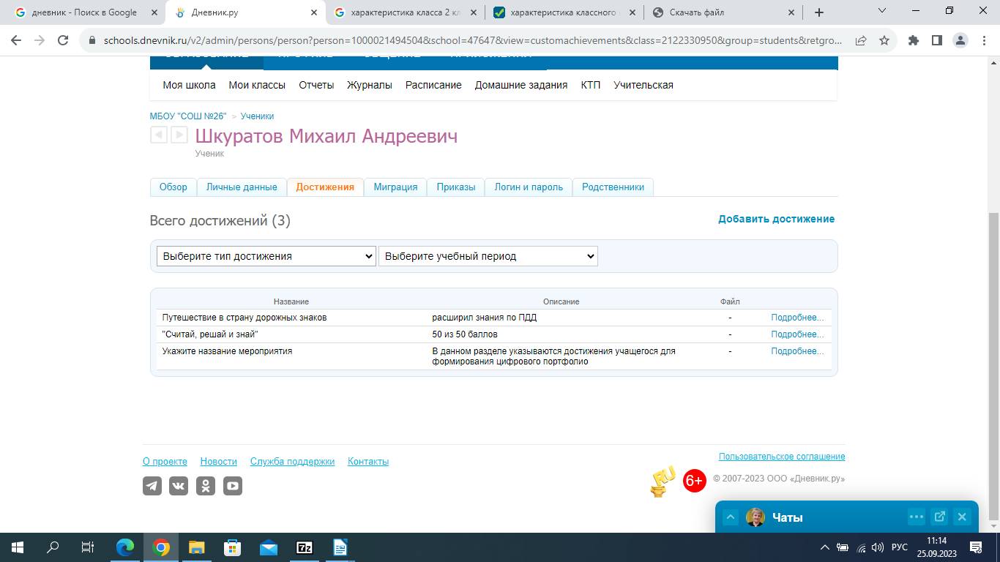 дневник - Поиск в Google
Дневник.ру
характеристика класса 2 кл
характеристика классного
Скачать файл
schools.dnevnik.ru/v2/admin/persons/person?person=1000021494504&school=47647&view=customachievements&class=2122330950&group=students&retgro...
Моя школа Мои классы Отчеты Журналы Расписание Домашние задания КТП Учительская
МБОУ "СОШ №26" > Ученики
Шкуратов Михаил Андреевич
Ученик
Обзор Личные данные Достижения Миграция Приказы Логин и пароль Родственники
Всего достижений (3)
Добавить достижение
Выберите тип достижения Выберите учебный период
Название Описание Файл
Путешествие в страну дорожных знаков расширил знания по ПДД - Подробнее...
"Считай, решай и знай" 50 из 50 баллов - Подробнее...
Укажите название мероприятия В данном разделе указываются достижения учащегося для - Подробнее...
формирования цифрового портфолио
О проекте Новости Служба поддержки Контакты
Пользовательское соглашение
RU 6+ © 2007-2023 ООО «Дневник.ру»
Чаты
7z
РУС
11:14
25.09.2023